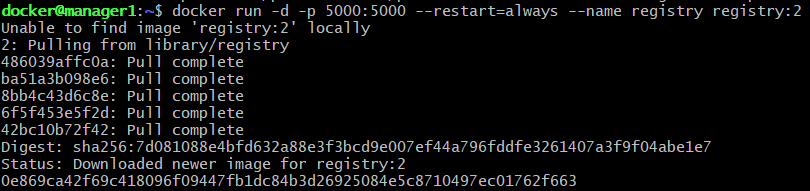 docker@manager1:~$ docker run -d -p 5000:5000 --restart=always --name registry registry:2
Unable to find image 'registry:2' locally
2: Pulling from library/registry
486039affc0a: Pull complete
ba51a3b098e6: Pull complete
8bb4c43d6c8e: Pull complete
6f5f453e5f2d: Pull complete
42bc10b72f42: Pull complete
Digest: sha256:7d081088e4bfd632a88e3f3bcd9e007ef44a796fddfe3261407a3f9f04abe1e7
Status: Downloaded newer image for registry:2
0e869ca42f69c418096f09447fb1dc84b3d26925084e5c8710497ec01762f663